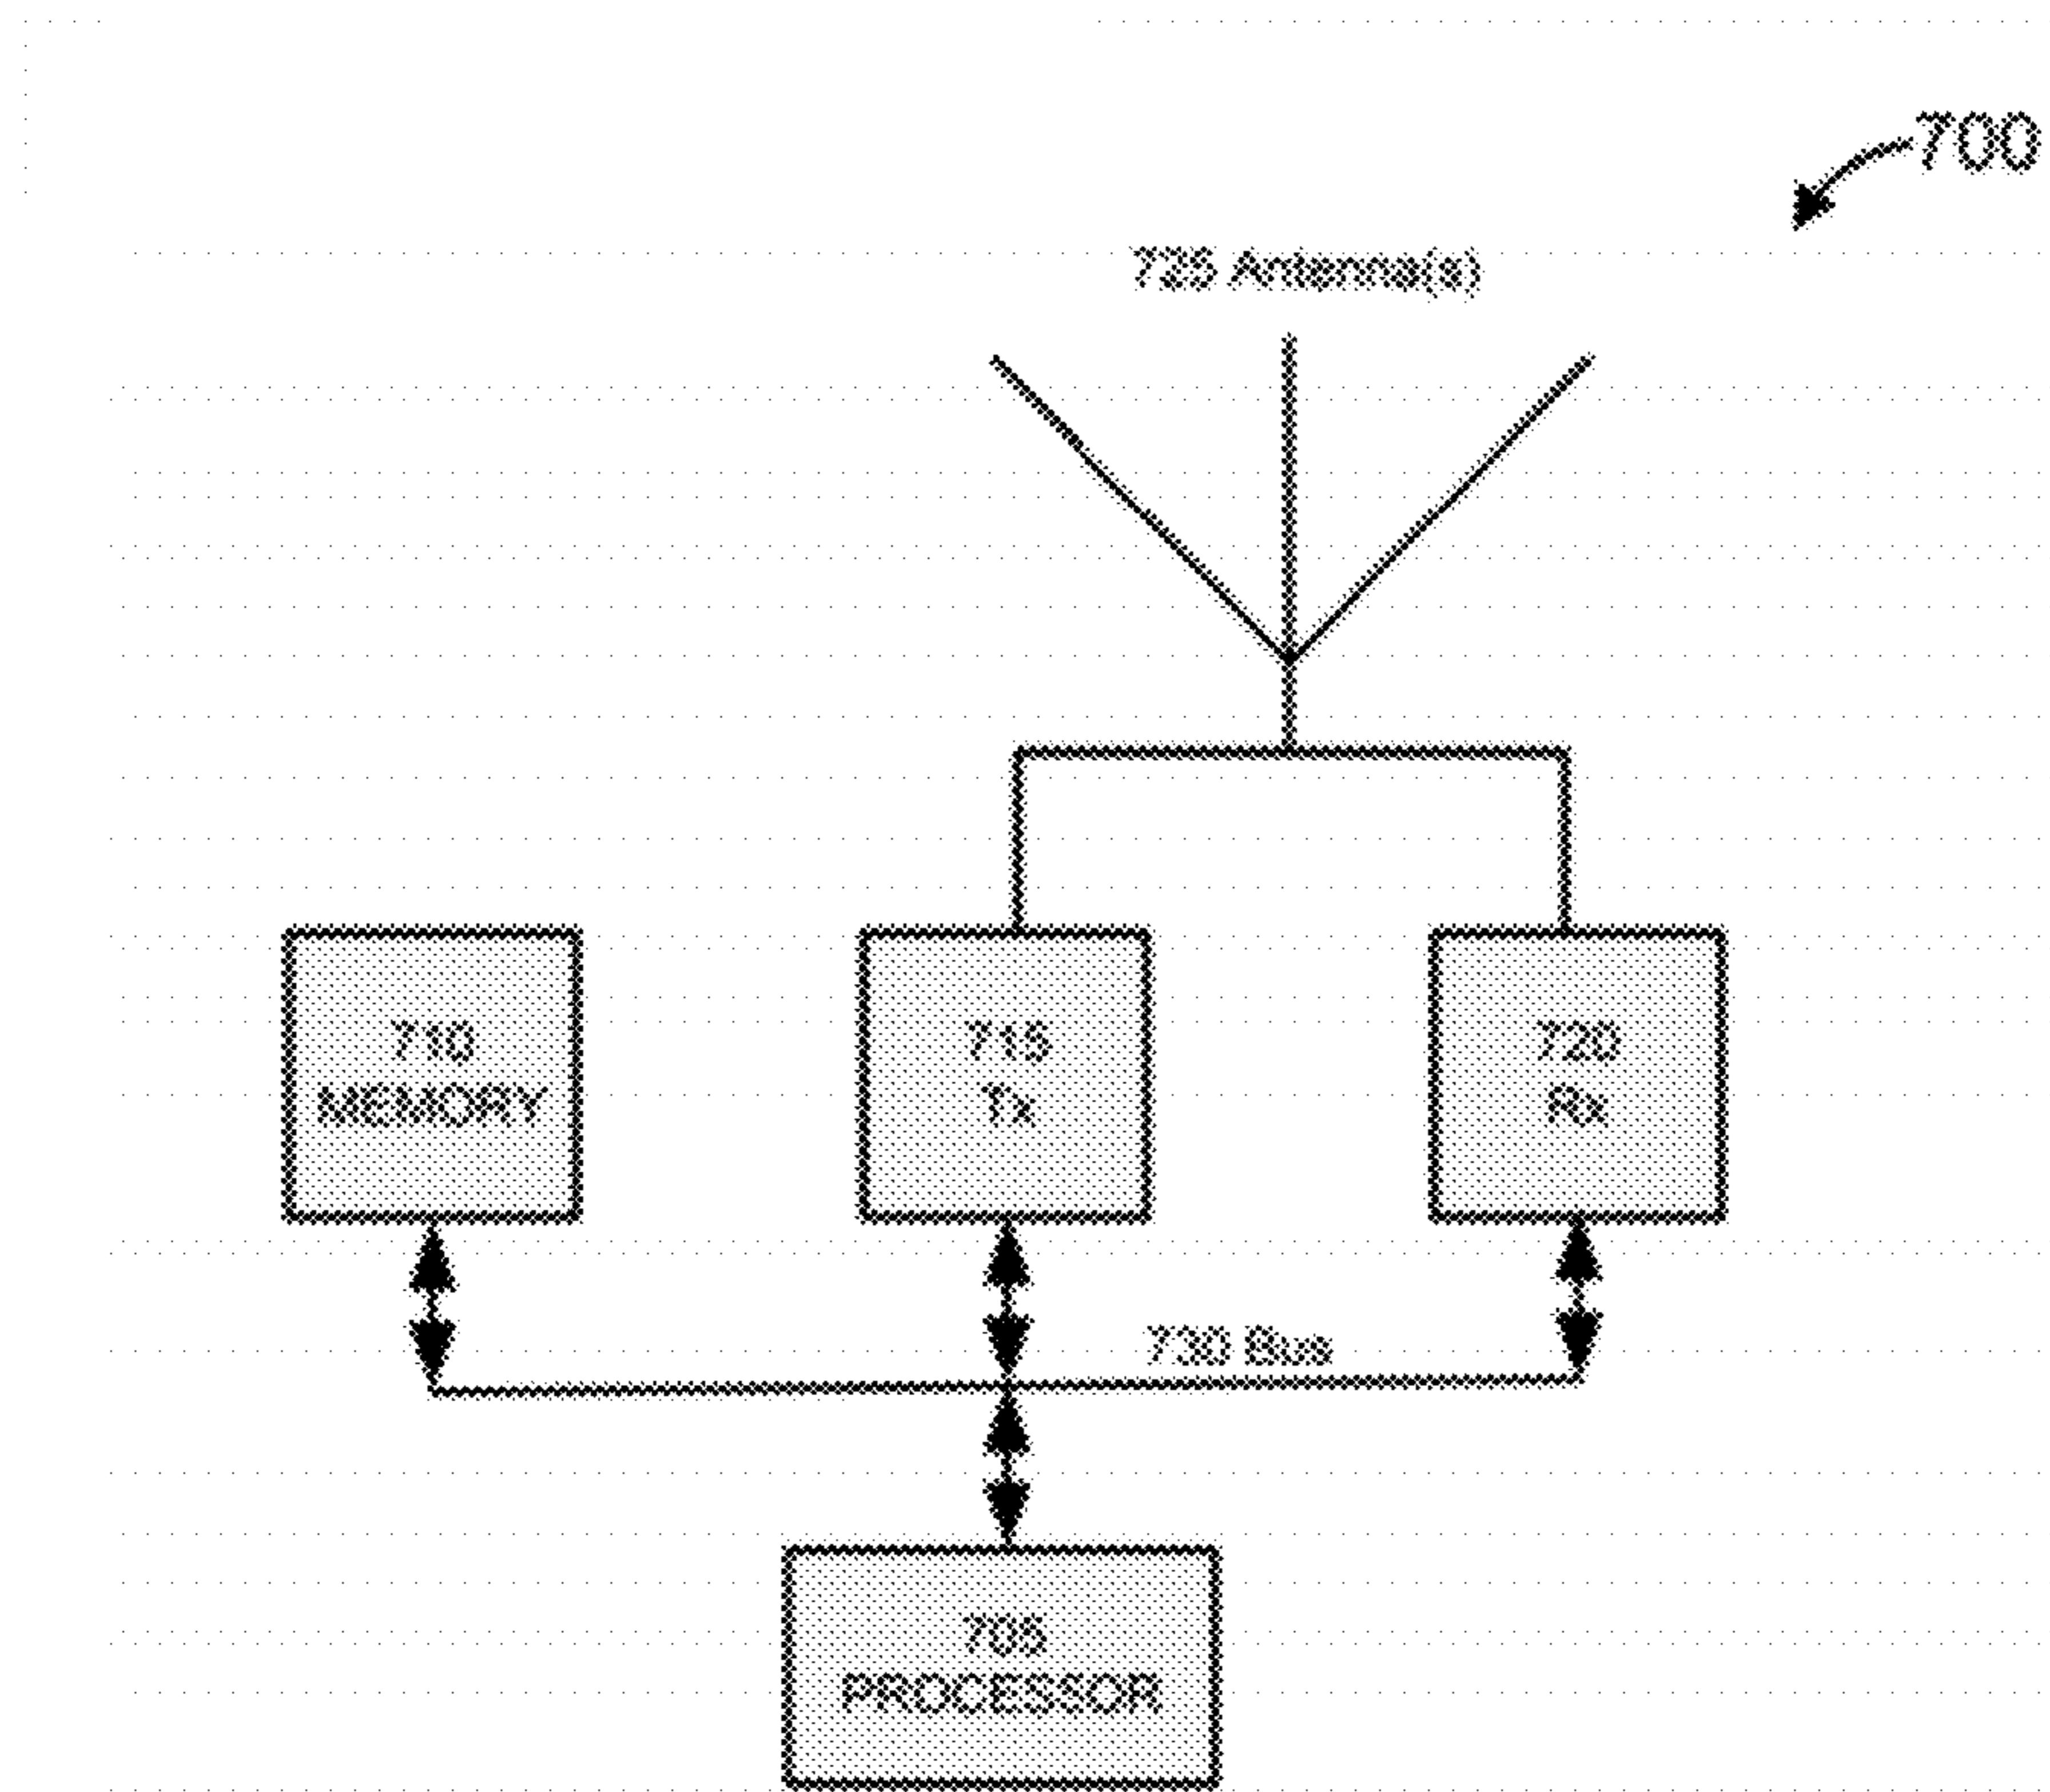 700
725 Antenna(s)
710
MEMORY
715
Tx
720
Rx
730 Bus
705
PROCESSOR